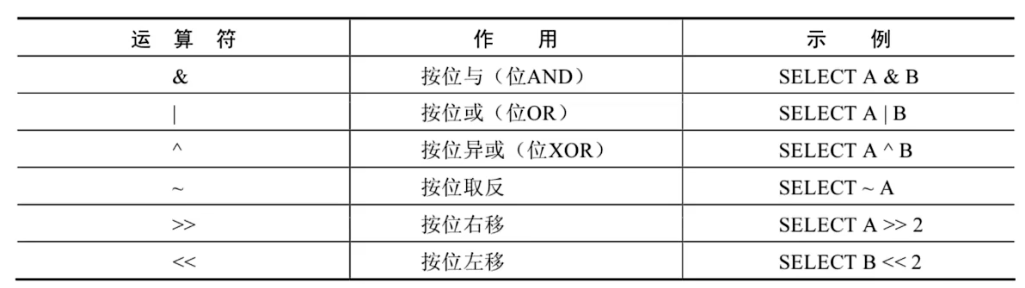 运 算 符 作 用 示 例
& 按位与（位AND） SELECT A & B
| 按位或（位OR） SELECT A | B
^ 按位异或（位XOR） SELECT A ^ B
~ 按位取反 SELECT ~ A
>> 按位右移 SELECT A >> 2
<< 按位左移 SELECT B << 2